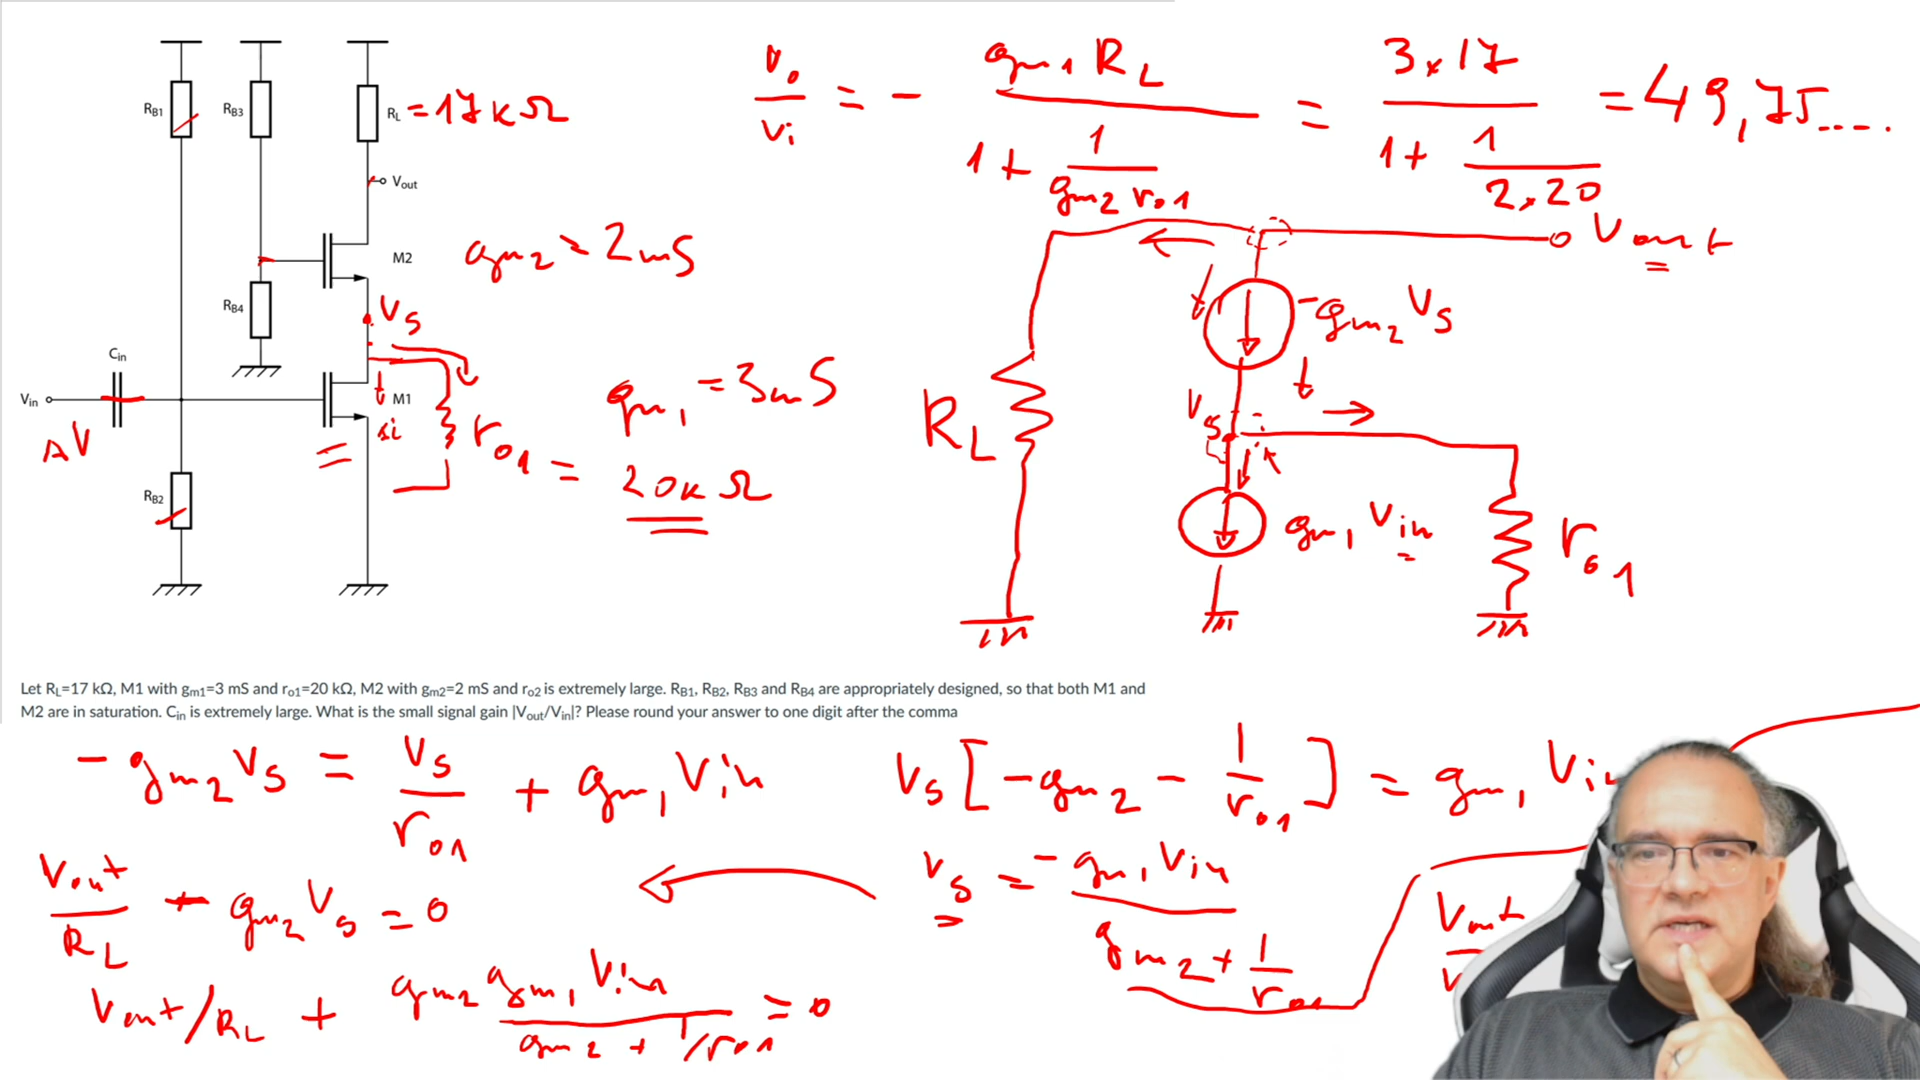 RB1
RB3
RL = 17 kΩ
Vout
M2
gm2 = 2mS
RB4
Vs
Cin
Vin
ΔV
M1
gm1 = 3mS
ro1 = 20kΩ
RB2
vo/vi = - gm1 RL / (1 + 1/(gm2 ro1)) = 3×17 / (1 + 1/(2×20)) = 49,75....
Vout
-gm2 Vs
RL
Vs
gm1 Vin
ro1
Let RL=17 kΩ, M1 with gm1=3 mS and ro1=20 kΩ, M2 with gm2=2 mS and ro2 is extremely large. RB1, RB2, RB3 and RB4 are appropriately designed, so that both M1 and
M2 are in saturation. Cin is extremely large. What is the small signal gain |Vout/Vin|? Please round your answer to one digit after the comma
-gm2 Vs = Vs/ro1 + gm1 Vin
Vs [-gm2 - 1/ro1] = gm1 Vin
Vout/RL - gm2 Vs = 0
Vs = -gm1 Vin / (gm2 + 1/ro1)
Vout/RL + gm2 gm1 Vin / (gm2 + 1/ro1) = 0
Vout